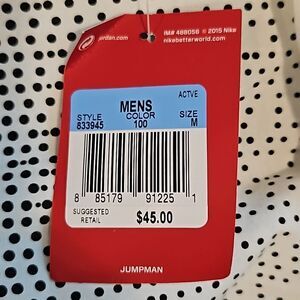 jordan.com
IM# 468056 © 2015 Nike
nikebetterworld.com
ACTVE
MENS
STYLE COLOR SIZE
833945 100 M
8 85179 91225 1
SUGGESTED
RETAIL $45.00
JUMPMAN